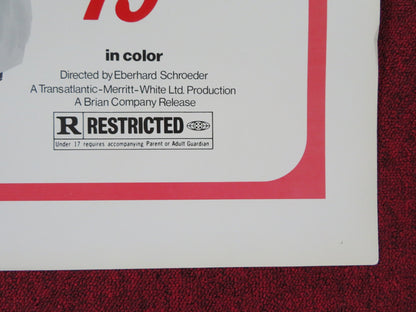 in color
Directed by Eberhard Schroeder
A Transatlantic-Merritt-White Ltd. Production
A Brian Company Release
R RESTRICTED
Under 17 requires accompanying Parent or Adult Guardian